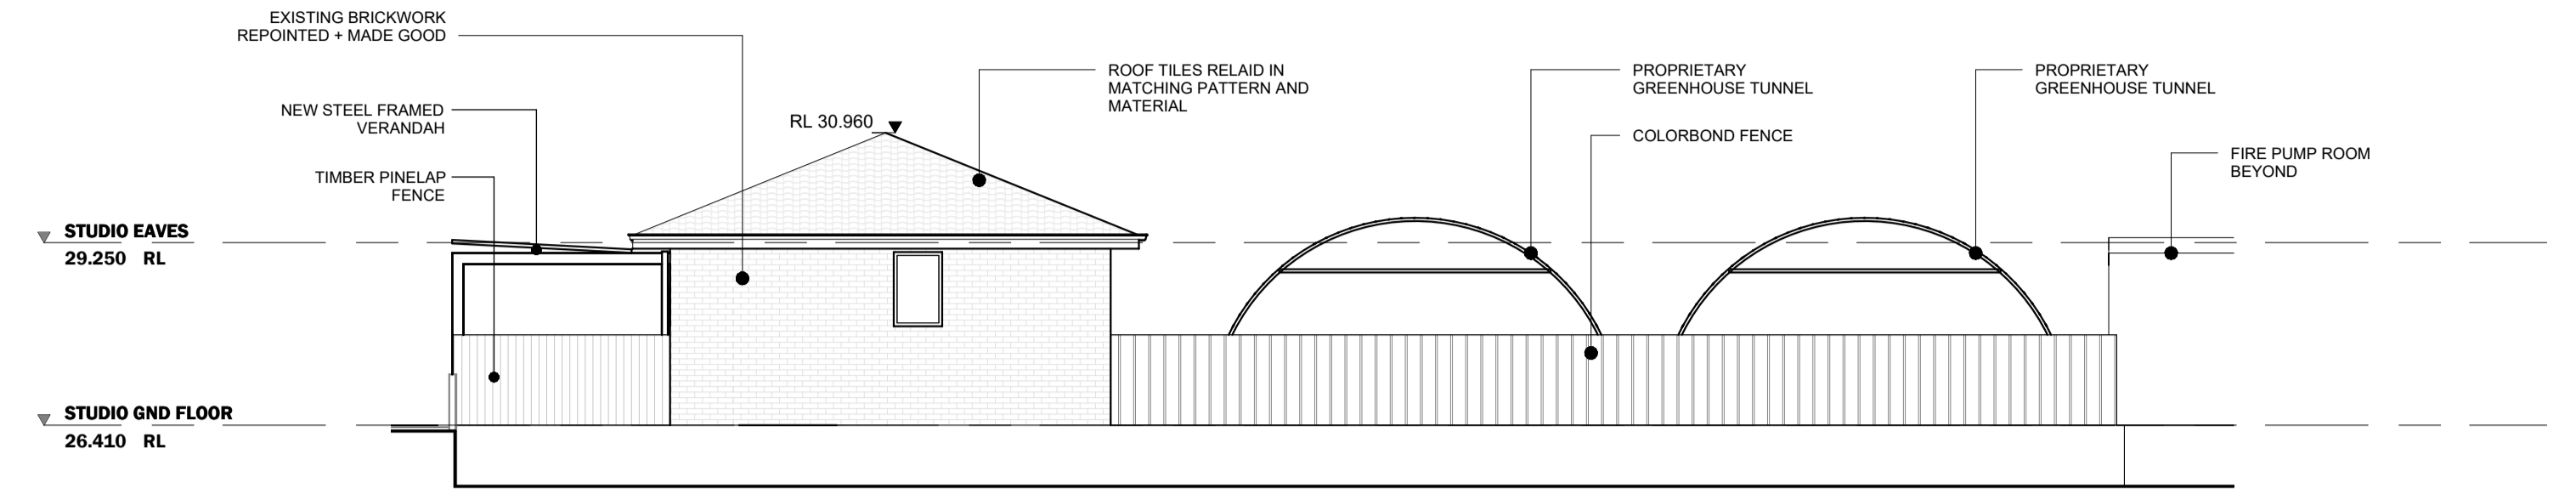 EXISTING BRICKWORK
REPOINTED + MADE GOOD
NEW STEEL FRAMED
VERANDAH
TIMBER PINELAP
FENCE
RL 30.960
ROOF TILES RELAID IN
MATCHING PATTERN AND
MATERIAL
PROPRIETARY
GREENHOUSE TUNNEL
COLORBOND FENCE
PROPRIETARY
GREENHOUSE TUNNEL
FIRE PUMP ROOM
BEYOND
STUDIO EAVES
29.250 RL
STUDIO GND FLOOR
26.410 RL